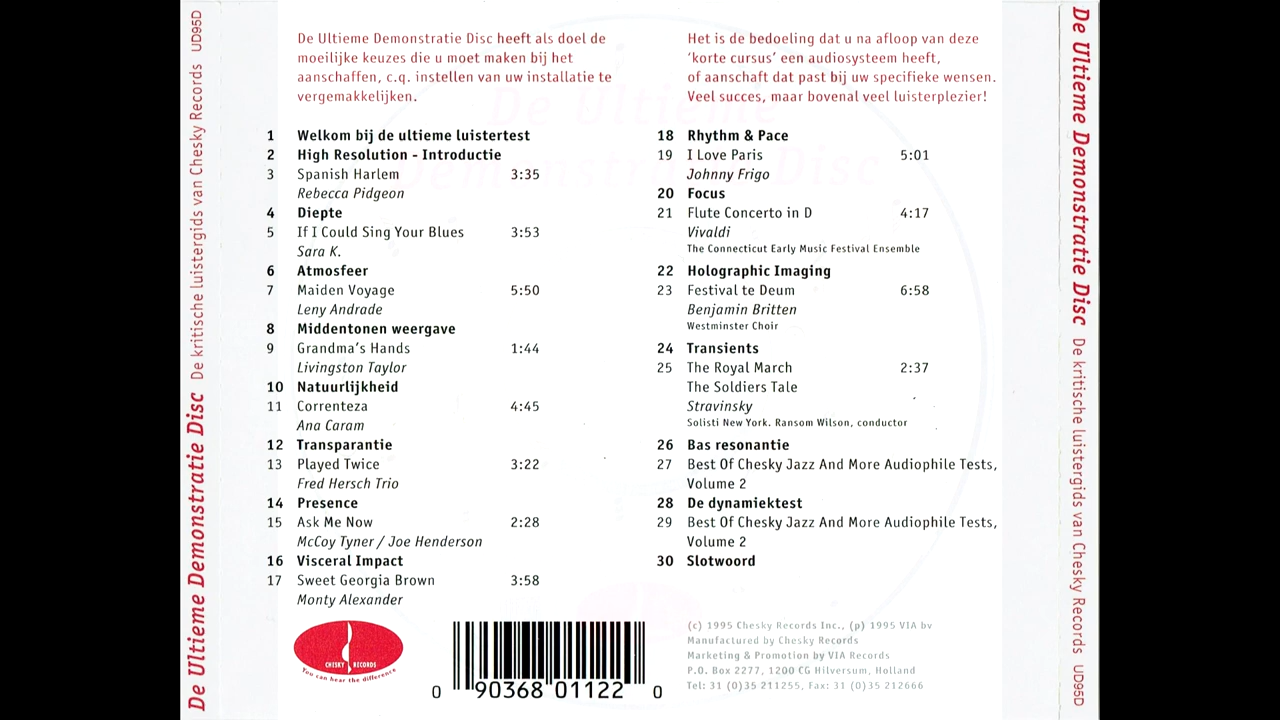 De Ultieme Demonstratie Disc De kritische luistergids van Chesky Records UD95D
De Ultieme Demonstratie Disc heeft als doel de
moeilijke keuzes die u moet maken bij het
aanschaffen, c.q. instellen van uw installatie te
vergemakkelijken.
1 Welkom bij de ultieme luistertest
2 High Resolution - Introductie
3 Spanish Harlem 3:35
Rebecca Pidgeon
4 Diepte
5 If I Could Sing Your Blues 3:53
Sara K.
6 Atmosfeer
7 Maiden Voyage 5:50
Leny Andrade
8 Middentonen weergave
9 Grandma's Hands 1:44
Livingston Taylor
10 Natuurlijkheid
11 Correnteza 4:45
Ana Caram
12 Transparantie
13 Played Twice 3:22
Fred Hersch Trio
14 Presence
15 Ask Me Now 2:28
McCoy Tyner / Joe Henderson
16 Visceral Impact
17 Sweet Georgia Brown 3:58
Monty Alexander
CHESKY RECORDS
You can hear the difference
0 90368 01122 0
Het is de bedoeling dat u na afloop van deze
'korte cursus' een audiosysteem heeft,
of aanschaft dat past bij uw specifieke wensen.
Veel succes, maar bovenal veel luisterplezier!
18 Rhythm & Pace
19 I Love Paris 5:01
Johnny Frigo
20 Focus
21 Flute Concerto in D 4:17
Vivaldi
The Connecticut Early Music Festival Ensemble
22 Holographic Imaging
23 Festival te Deum 6:58
Benjamin Britten
Westminster Choir
24 Transients
25 The Royal March 2:37
The Soldiers Tale
Stravinsky
Solisti New York. Ransom Wilson, conductor
26 Bas resonantie
27 Best Of Chesky Jazz And More Audiophile Tests,
Volume 2
28 De dynamiektest
29 Best Of Chesky Jazz And More Audiophile Tests,
Volume 2
30 Slotwoord
(c) 1995 Chesky Records Inc., (p) 1995 VIA bv
Manufactured by Chesky Records
Marketing & Promotion by VIA Records
P.O. Box 2277, 1200 CG Hilversum, Holland
Tel: 31 (0)35 211255, Fax: 31 (0)35 212666
De Ultieme Demonstratie Disc De kritische luistergids van Chesky Records UD95D
De Ultieme
Demonstratie Disc